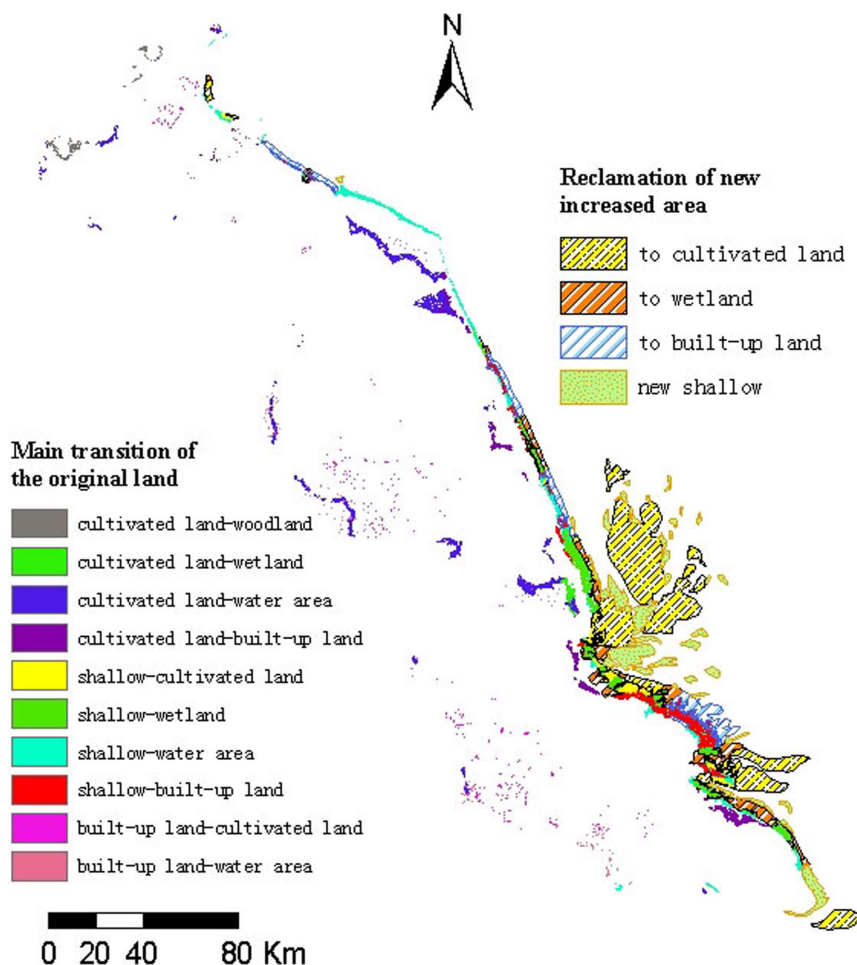 N
Reclamation of new
increased area
to cultivated land
to wetland
to built-up land
new shallow
Main transition of
the original land
cultivated land-woodland
cultivated land-wetland
cultivated land-water area
cultivated land-built-up land
shallow-cultivated land
shallow-wetland
shallow-water area
shallow-built-up land
built-up land-cultivated land
built-up land-water area
0 20 40 80 Km